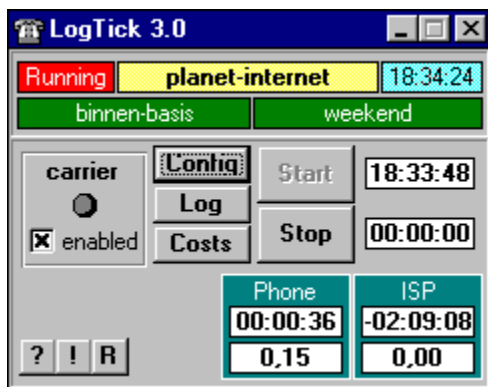 LogTick 3.0
Running planet-internet 18:34:24
binnen-basis weekend
carrier
enabled
Config
Log
Costs
Start
Stop
18:33:48
00:00:00
Phone ISP
00:00:36 -02:09:08
0,15 0,00
? ! R